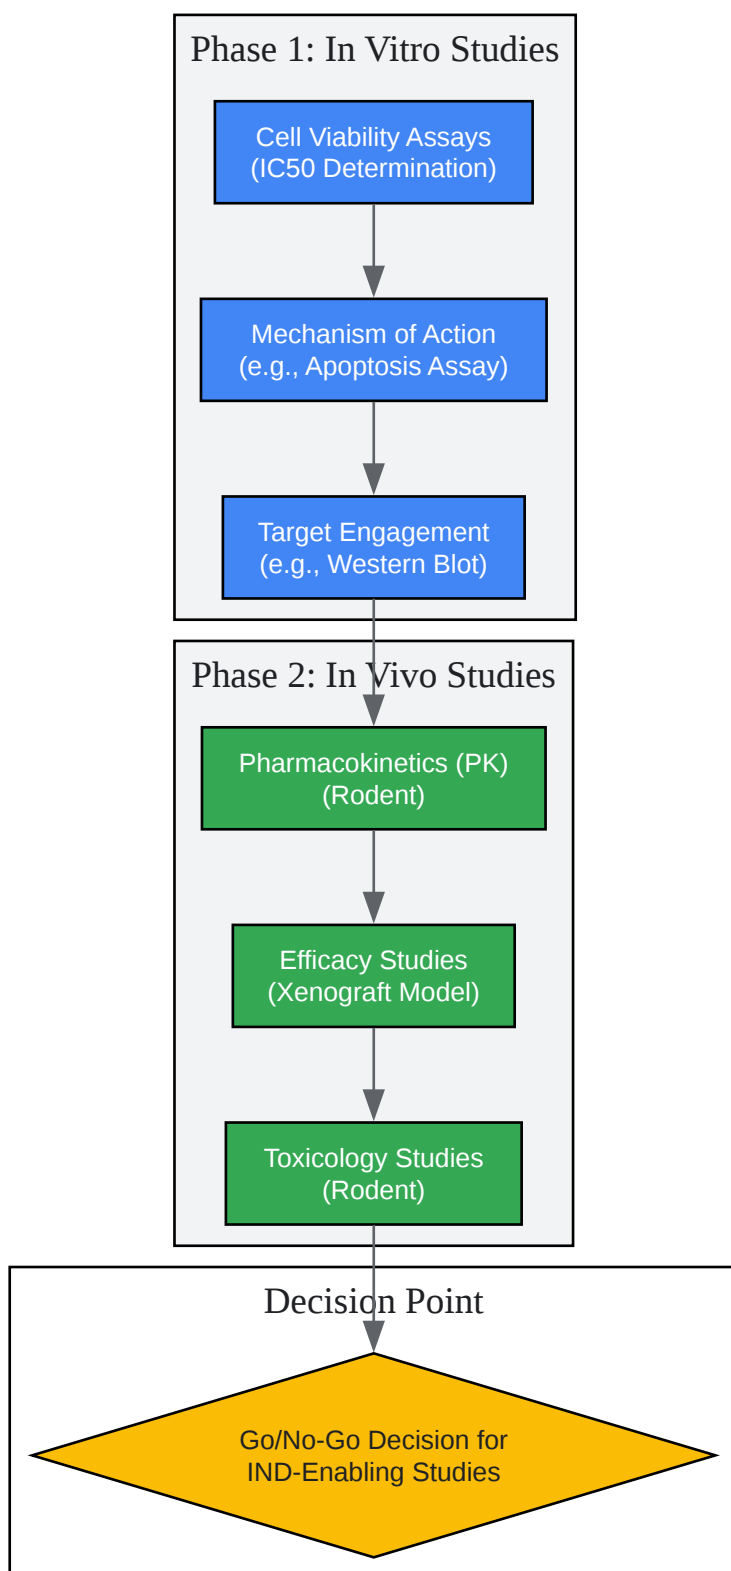 Phase 1: In Vitro Studies
Cell Viability Assays
(IC50 Determination)
Mechanism of Action
(e.g., Apoptosis Assay)
Target Engagement
(e.g., Western Blot)
Phase 2: In Vivo Studies
Pharmacokinetics (PK)
(Rodent)
Efficacy Studies
(Xenograft Model)
Toxicology Studies
(Rodent)
Decision Point
Go/No-Go Decision for
IND-Enabling Studies